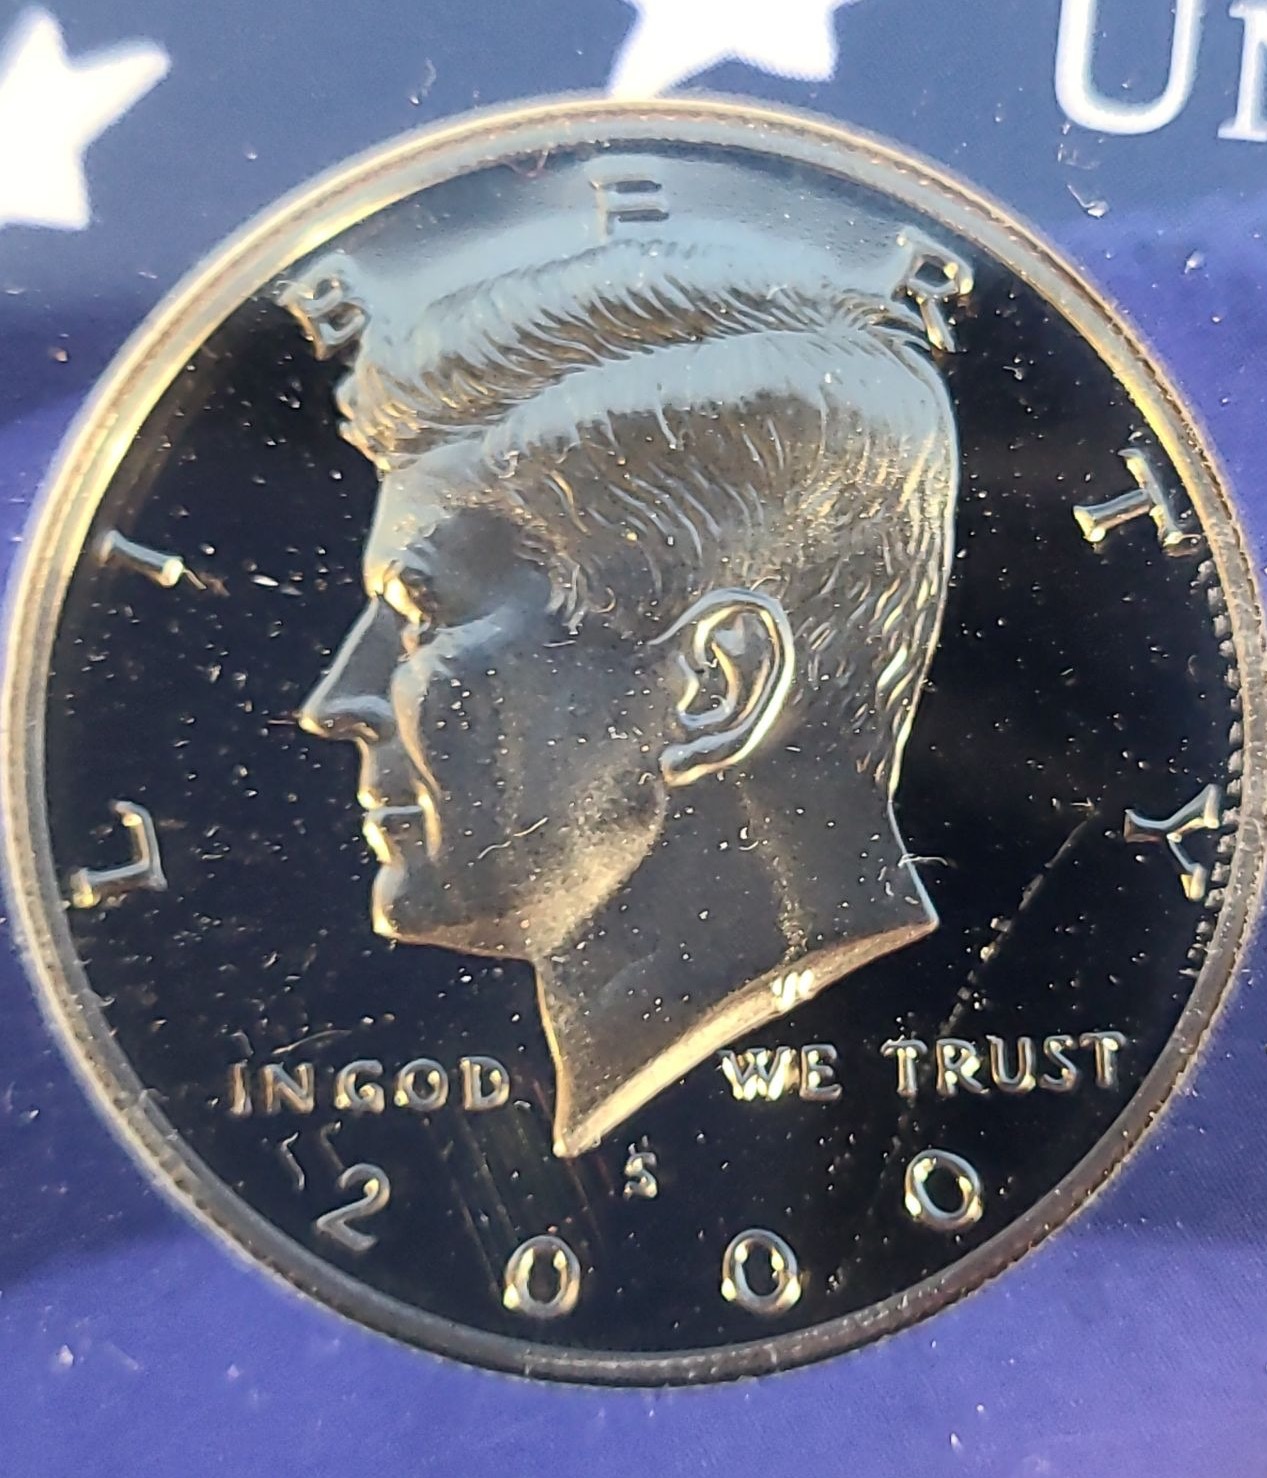 LIBERTY
IN GOD WE TRUST
S
2000